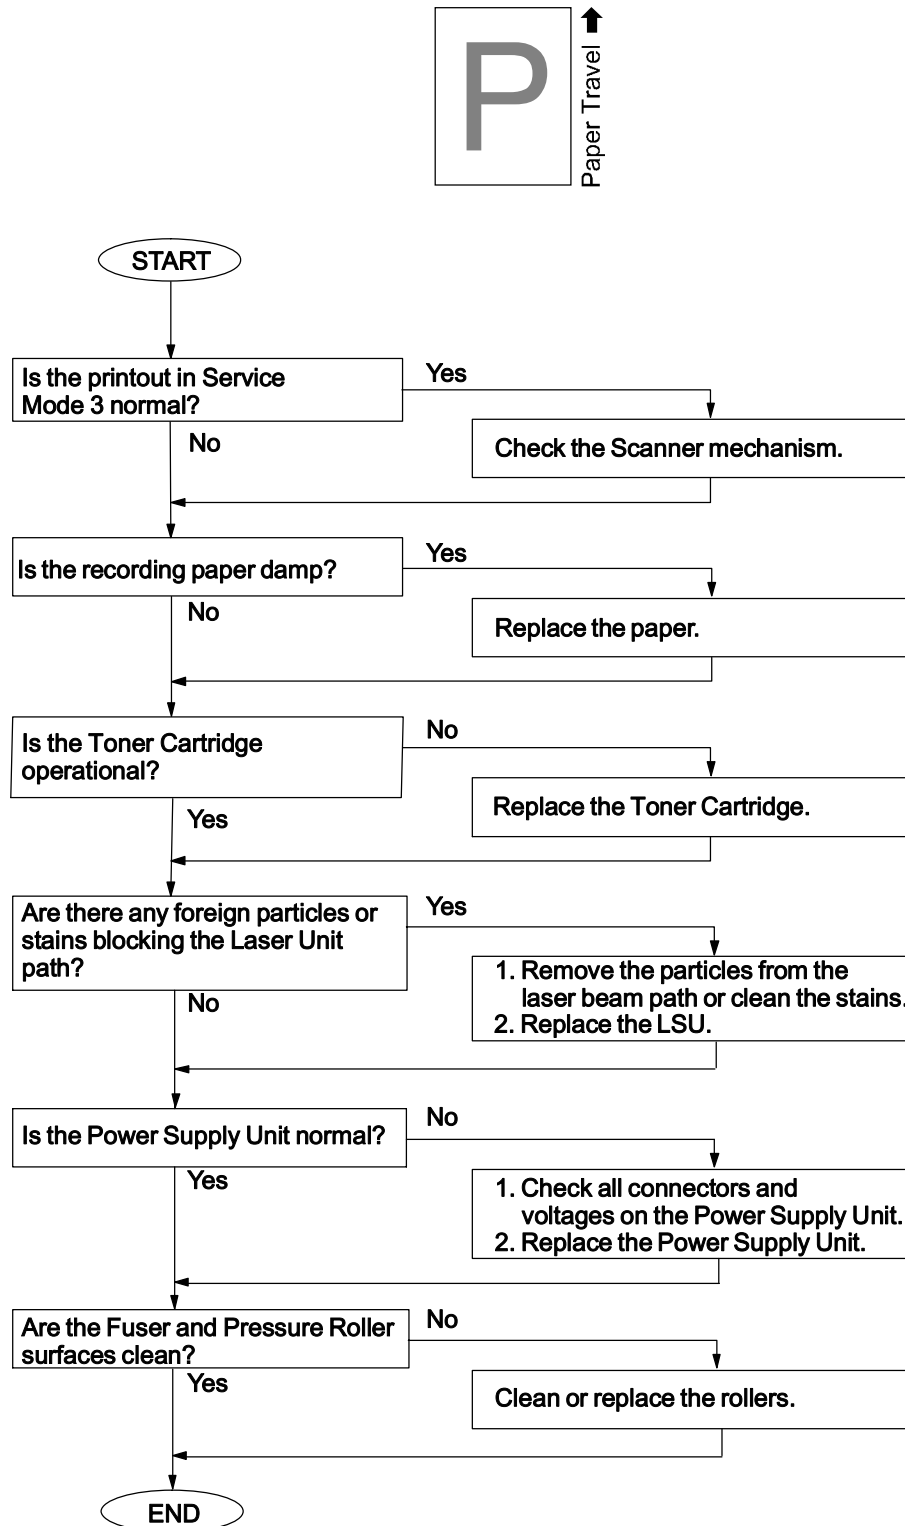 P
Paper Travel
START
Is the printout in Service
Mode 3 normal?
Yes
No
Check the Scanner mechanism.
Is the recording paper damp?
Yes
No
Replace the paper.
Is the Toner Cartridge
operational?
No
Yes
Replace the Toner Cartridge.
Are there any foreign particles or
stains blocking the Laser Unit
path?
Yes
No
1. Remove the particles from the
laser beam path or clean the stains.
2. Replace the LSU.
Is the Power Supply Unit normal?
No
Yes
1. Check all connectors and
voltages on the Power Supply Unit.
2. Replace the Power Supply Unit.
Are the Fuser and Pressure Roller
surfaces clean?
No
Yes
Clean or replace the rollers.
END